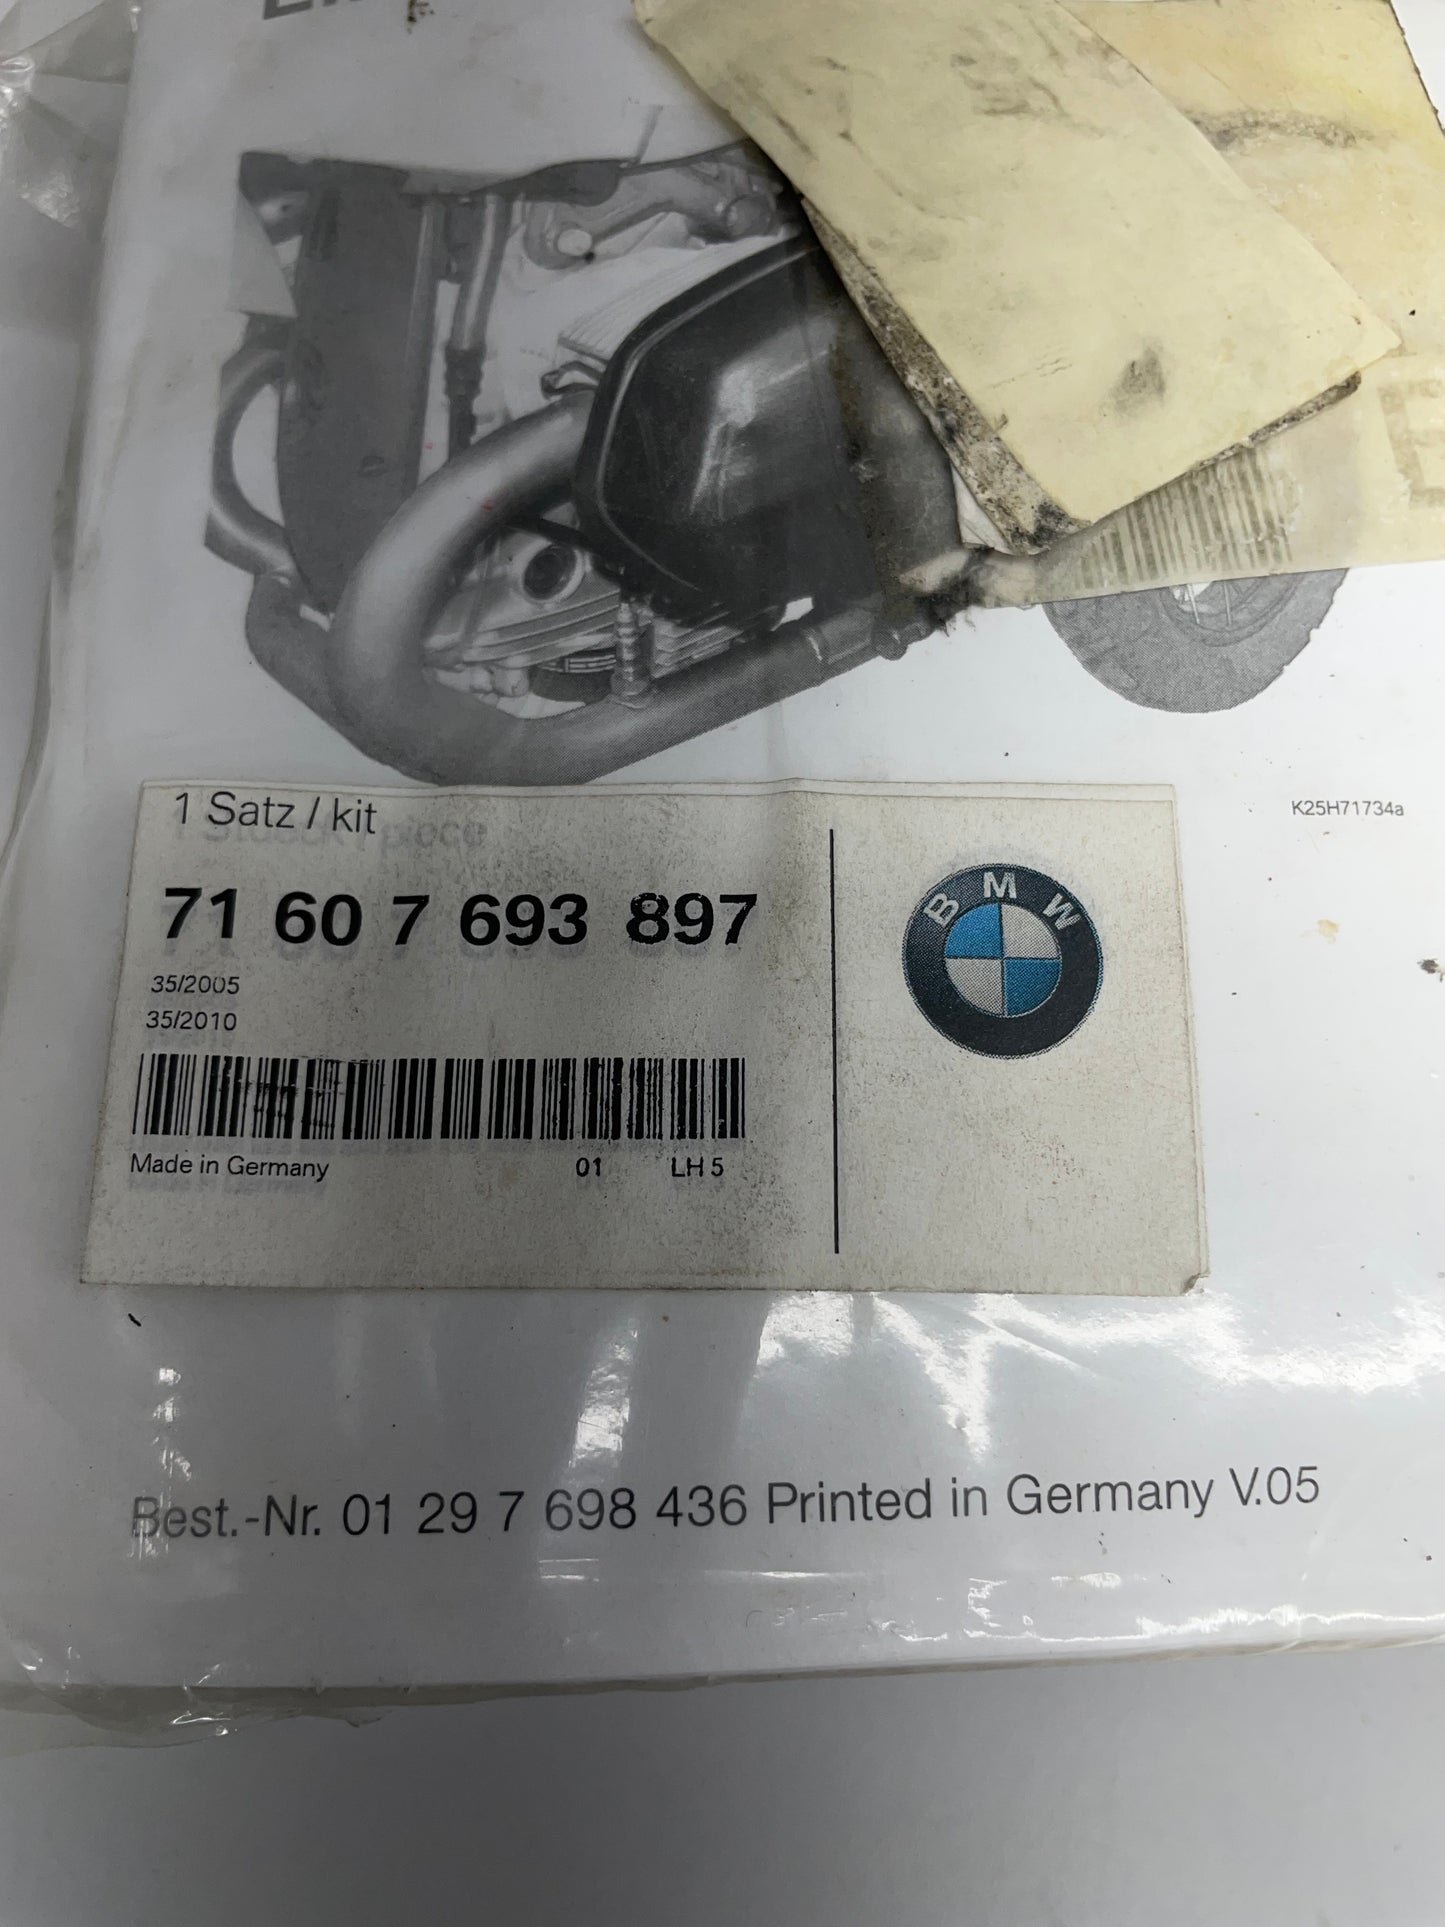 K25H71734a
1 Satz / kit
71 60 7 693 897
35/2005
35/2010
BMW
Made in Germany 01 LH 5
Best.-Nr. 01 29 7 698 436 Printed in Germany V.05